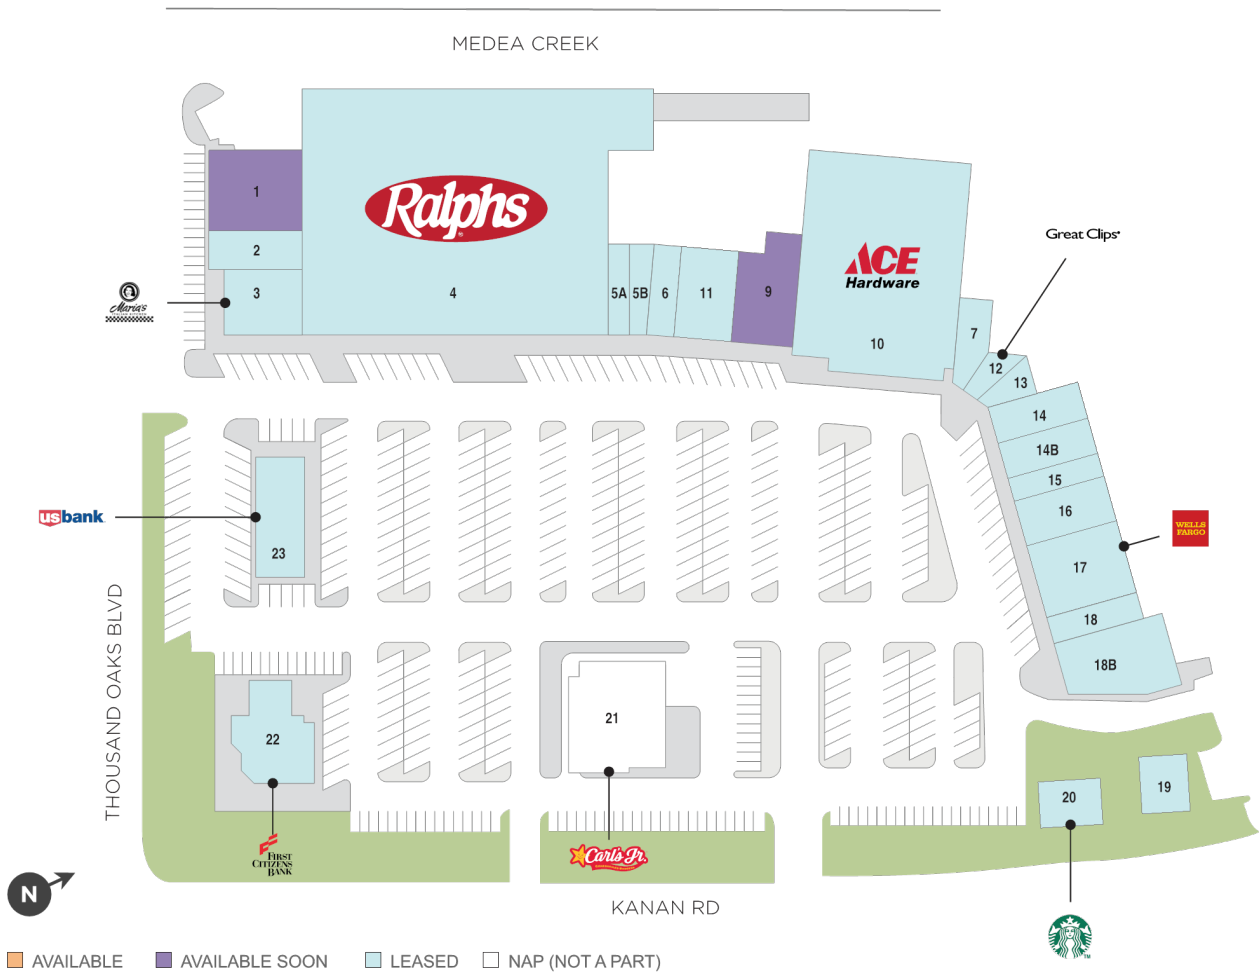 MEDEA CREEK
Ralphs
1
2
3
4
Maria's
5A
5B
6
11
9
ACE
Hardware
10
Great Clips
7
12
13
14
14B
15
16
17
18
18B
WELLS
FARGO
usbank
23
THOUSAND OAKS BLVD
22
21
20
19
FIRST
CITIZENS
BANK
Carl's Jr.
KANAN RD
N
AVAILABLE
AVAILABLE SOON
LEASED
NAP (NOT A PART)